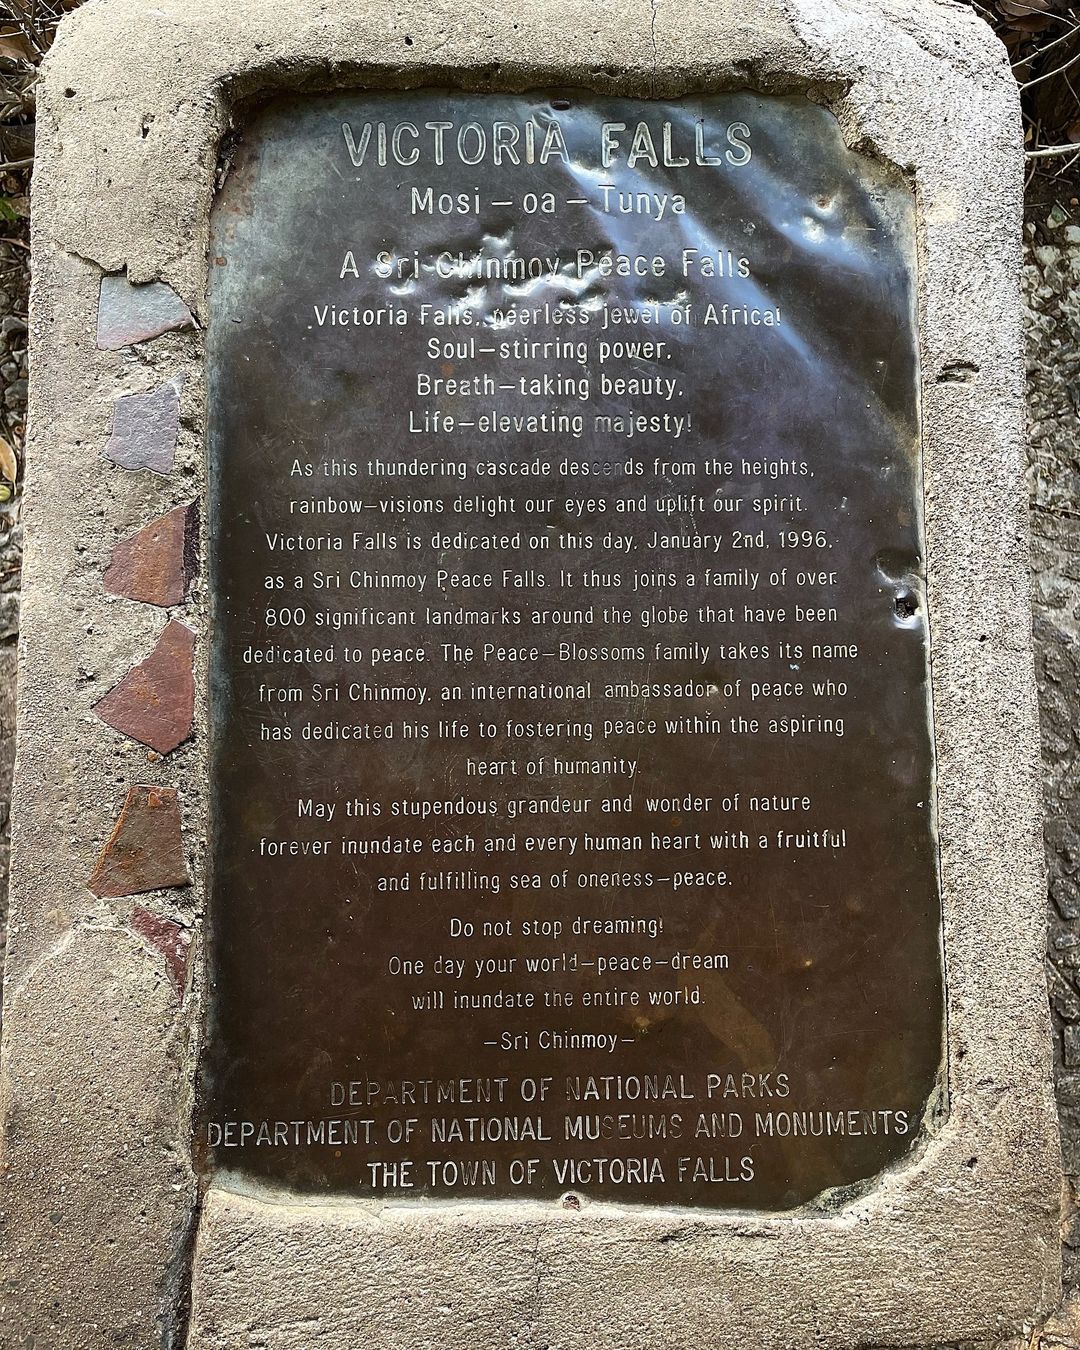 VICTORIA FALLS
Mosi – oa – Tunya
A Sri Chinmoy Peace Falls
Victoria Falls, peerless jewel of Africa!
Soul–stirring power,
Breath–taking beauty,
Life–elevating majesty!
As this thundering cascade descends from the heights,
rainbow–visions delight our eyes and uplift our spirit.
Victoria Falls is dedicated on this day, January 2nd, 1996,
as a Sri Chinmoy Peace Falls. It thus joins a family of over
800 significant landmarks around the globe that have been
dedicated to peace. The Peace–Blossoms family takes its name
from Sri Chinmoy, an international ambassador of peace who
has dedicated his life to fostering peace within the aspiring
heart of humanity.
May this stupendous grandeur and wonder of nature
forever inundate each and every human heart with a fruitful
and fulfilling sea of oneness–peace.
Do not stop dreaming!
One day your world–peace–dream
will inundate the entire world.
–Sri Chinmoy–
DEPARTMENT OF NATIONAL PARKS
DEPARTMENT OF NATIONAL MUSEUMS AND MONUMENTS
THE TOWN OF VICTORIA FALLS